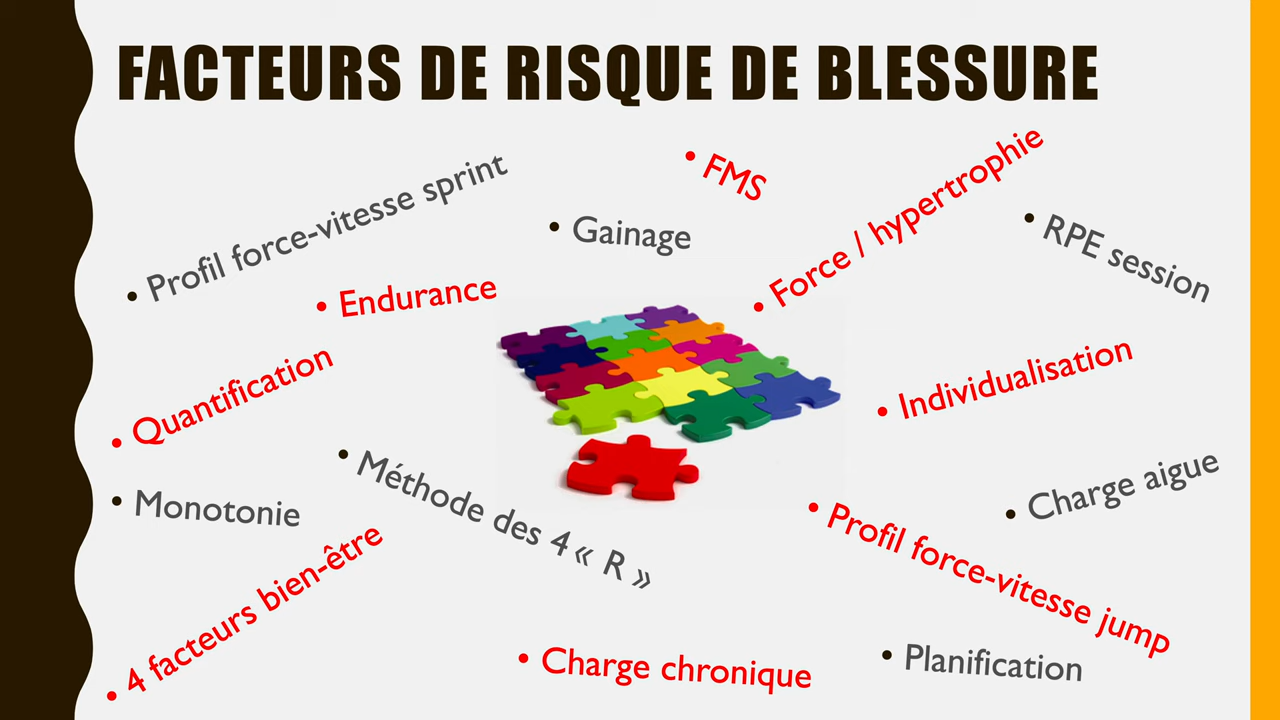 FACTEURS DE RISQUE DE BLESSURE
• Profil force-vitesse sprint
• FMS
• Force / hypertrophie
• Gainage
• RPE session
• Endurance
• Quantification
• Individualisation
• Méthode des 4 « R »
• Monotonie
• Charge aigue
• Profil force-vitesse jump
• 4 facteurs bien-être
• Charge chronique
• Planification